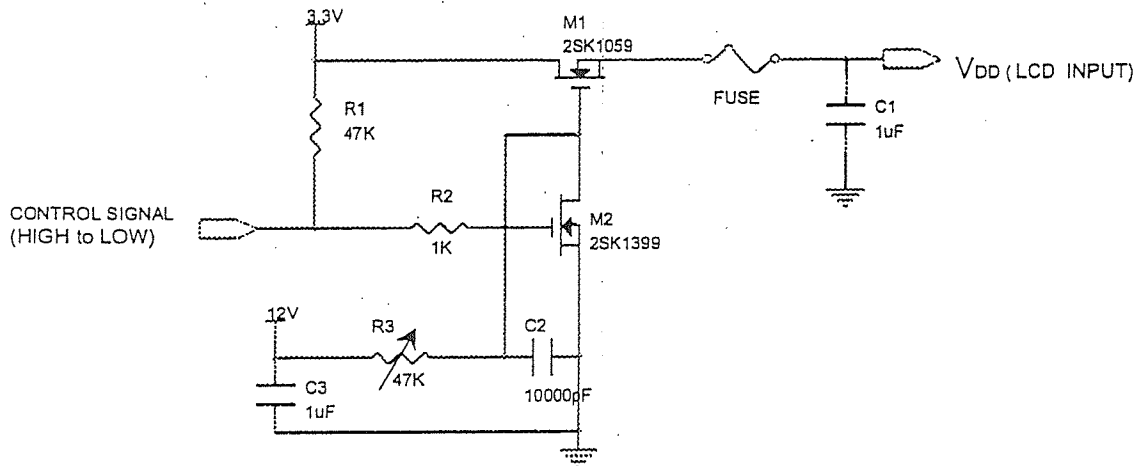 3.3V
M1
2SK1059
R1
47K
FUSE
VDD ( LCD INPUT)
C1
1uF
CONTROL SIGNAL
(HIGH to LOW)
R2
1K
M2
2SK1399
12V
R3
47K
C2
10000pF
C3
1uF